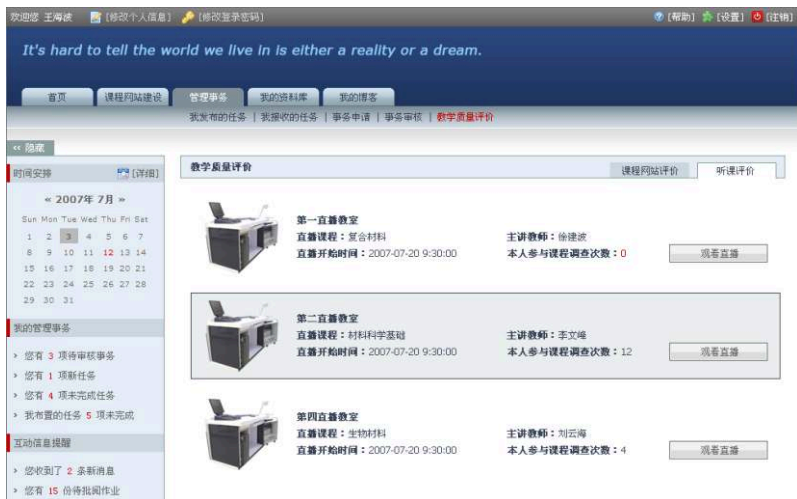 欢迎您 王海波 [修改个人信息] [修改登录密码] [帮助] [设置] [注销]
It's hard to tell the world we live in is either a reality or a dream.
首页 课程网站建设 管理事务 我的资料库 我的博客
我发布的任务 | 我接收的任务 | 事务申请 | 事务审核 | 教学质量评价
<< 隐藏
时间安排 [详细]
« 2007年 7月 »
Sun Mon Tue Wed Thu Fri Sat
1 2 3 4 5 6 7
8 9 10 11 12 13 14
15 16 17 18 19 20 21
22 23 24 25 26 27 28
29 30 31
我的管理事务
› 您有 3 项待审核事务
› 您有 1 项新任务
› 您有 4 项未完成任务
› 我布置的任务 5 项未完成
互动信息提醒
› 您收到了 2 条新消息
› 您有 15 份待批阅作业
教学质量评价 课程网站评价 听课评价
第一直播教室
直播课程：复合材料 主讲教师：徐建波
直播开始时间：2007-07-20 9:30:00 本人参与课程调查次数：0 观看直播
第二直播教室
直播课程：材料科学基础 主讲教师：李文峰
直播开始时间：2007-07-20 9:30:00 本人参与课程调查次数：12 观看直播
第四直播教室
直播课程：生物材料 主讲教师：刘云海
直播开始时间：2007-07-20 9:30:00 本人参与课程调查次数：4 观看直播